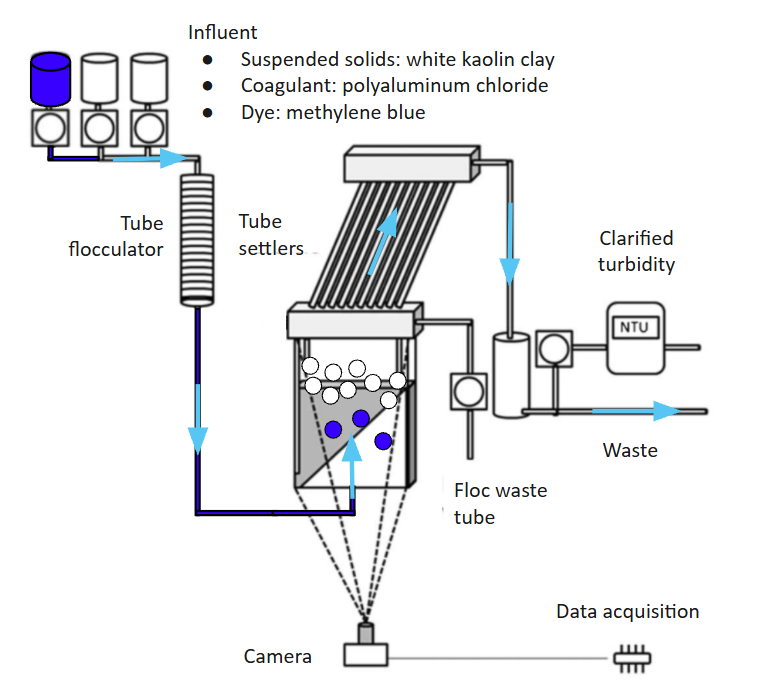 Influent
● Suspended solids: white kaolin clay
● Coagulant: polyaluminum chloride
● Dye: methylene blue
Tube
flocculator
Tube
settlers
Clarified
turbidity
NTU
Waste
Floc waste
tube
Data acquisition
Camera